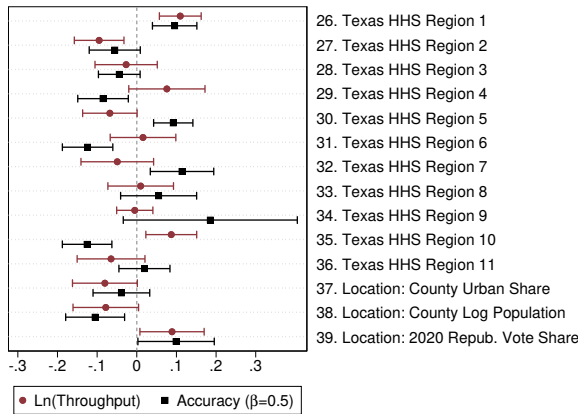 26. Texas HHS Region 1
27. Texas HHS Region 2
28. Texas HHS Region 3
29. Texas HHS Region 4
30. Texas HHS Region 5
31. Texas HHS Region 6
32. Texas HHS Region 7
33. Texas HHS Region 8
34. Texas HHS Region 9
35. Texas HHS Region 10
36. Texas HHS Region 11
37. Location: County Urban Share
38. Location: County Log Population
39. Location: 2020 Repub. Vote Share
-.3 -.2 -.1 0 .1 .2 .3
Ln(Throughput) Accuracy (β=0.5)